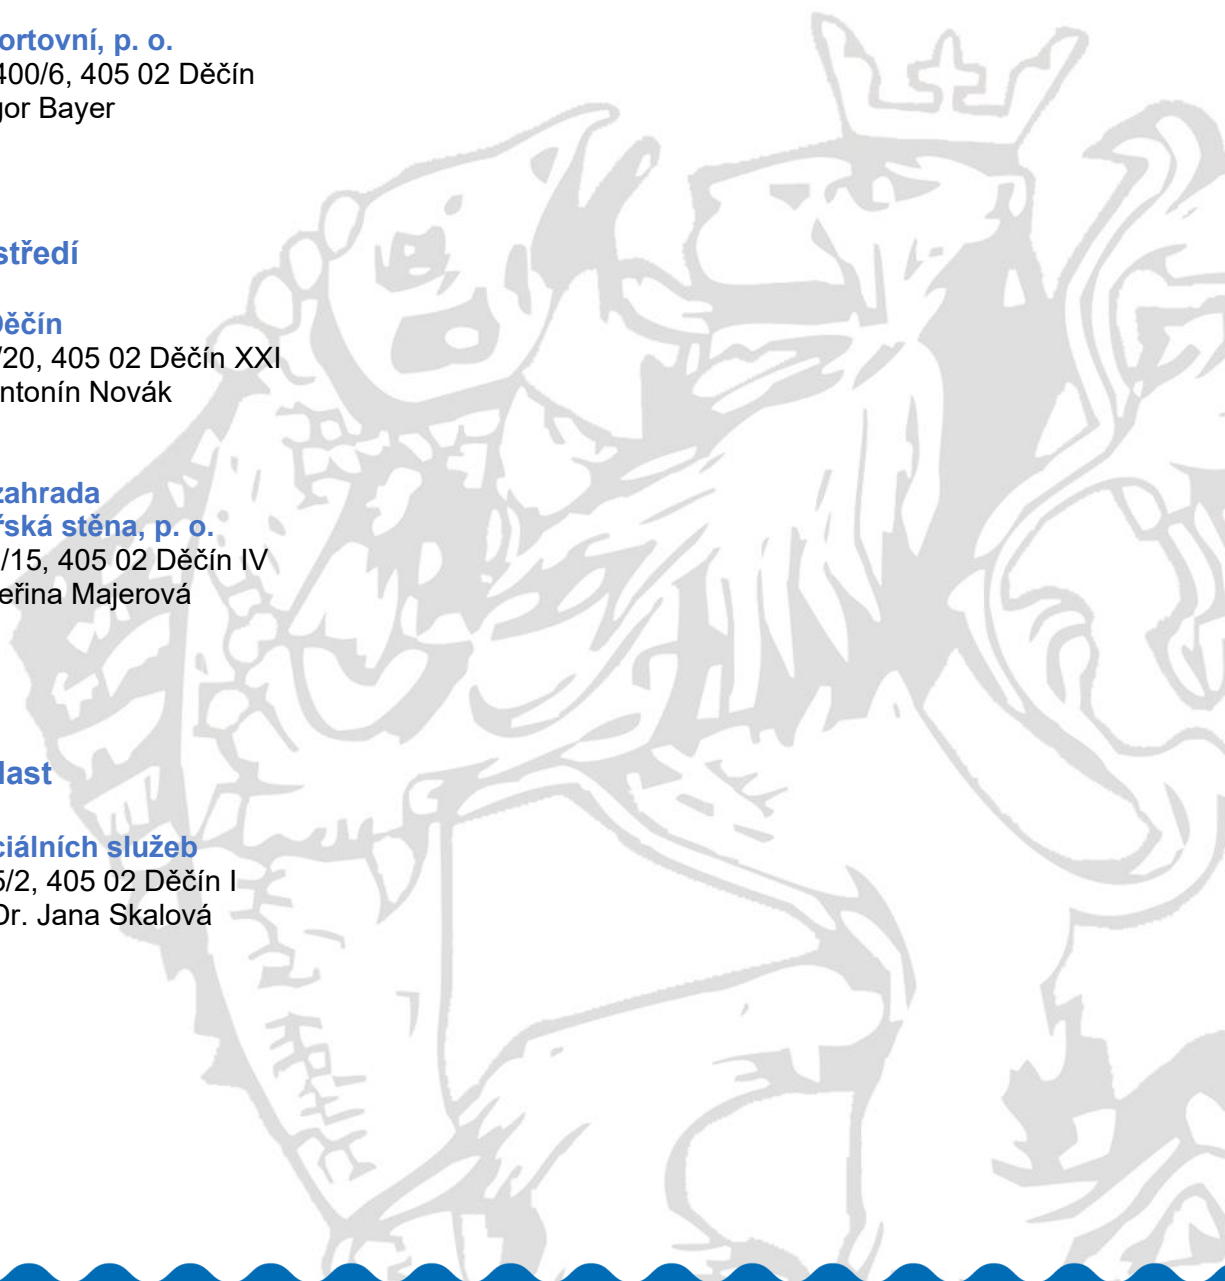 ortovní, p. o.
400/6, 405 02 Děčín
gor Bayer
středí
Děčín
/20, 405 02 Děčín XXI
ntonín Novák
zahrada
řská stěna, p. o.
/15, 405 02 Děčín IV
eřina Majerová
last
ciálních služeb
5/2, 405 02 Děčín I
Dr. Jana Skalová